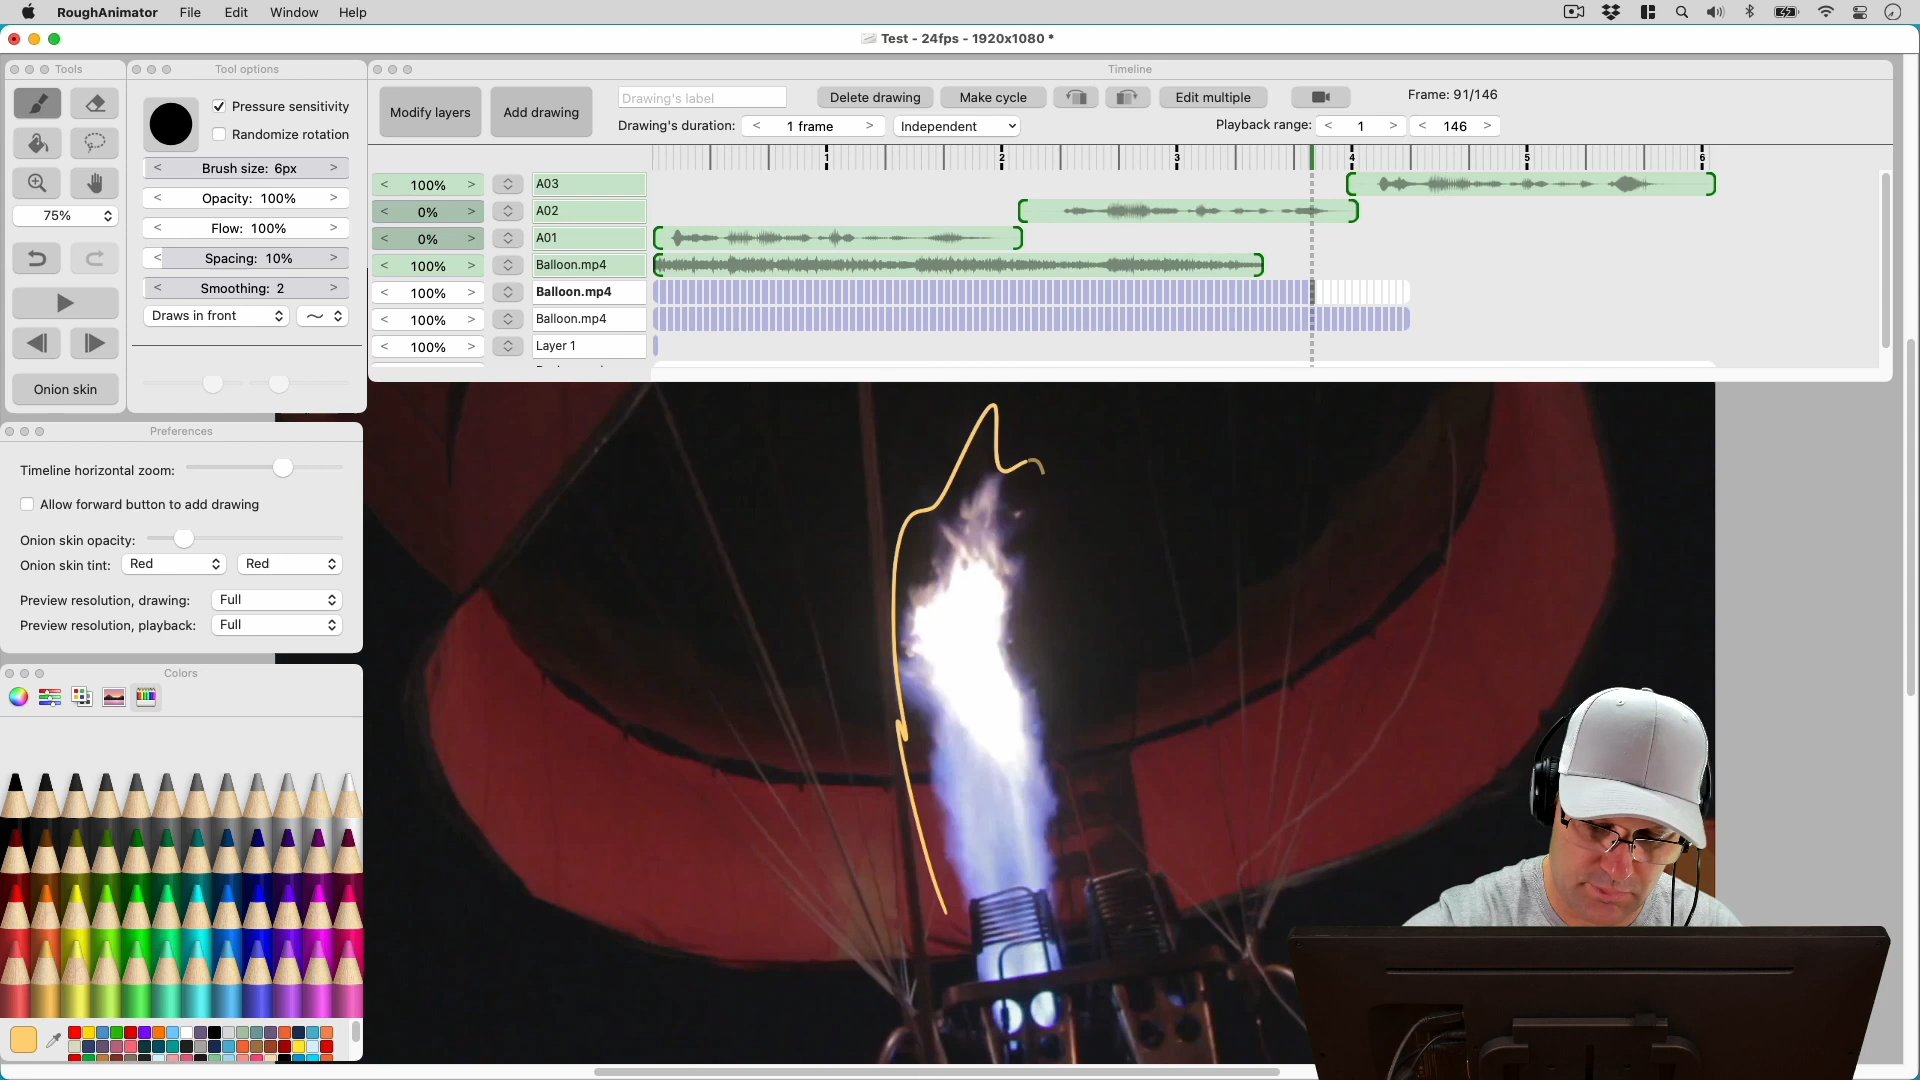 RoughAnimator File Edit Window Help
Test - 24fps - 1920x1080 *
Tools
Tool options
Timeline
Pressure sensitivity
Randomize rotation
Brush size: 6px
Opacity: 100%
Flow: 100%
Spacing: 10%
Smoothing: 2
Draws in front
75%
Onion skin
Modify layers
Add drawing
Drawing's label
Delete drawing
Make cycle
Edit multiple
Frame: 91/146
Drawing's duration: < 1 frame >
Independent
Playback range: < 1 > < 146 >
1 2 3 4 5 6
< 100% > A03
< 0% > A02
< 0% > A01
< 100% > Balloon.mp4
< 100% > Balloon.mp4
< 100% > Balloon.mp4
< 100% > Layer 1
Preferences
Timeline horizontal zoom:
Allow forward button to add drawing
Onion skin opacity:
Onion skin tint: Red Red
Preview resolution, drawing: Full
Preview resolution, playback: Full
Colors